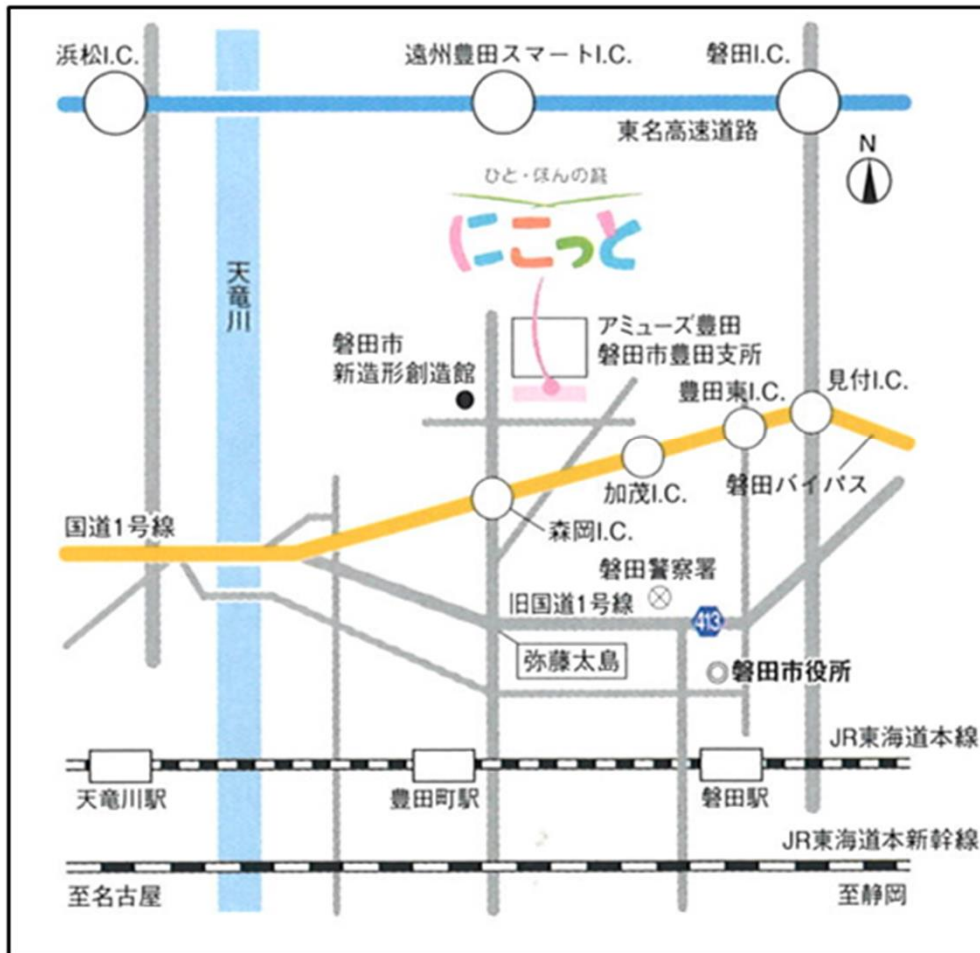 浜松I.C.
遠州豊田スマートI.C.
磐田I.C.
東名高速道路
N
ひと・ほんの庭
にこっと
天竜川
アミューズ豊田
磐田市豊田支所
磐田市
新造形創造館
豊田東I.C.
見付I.C.
加茂I.C.
磐田バイパス
国道1号線
森岡I.C.
磐田警察署
旧国道1号線
413
弥藤太島
磐田市役所
JR東海道本線
天竜川駅
豊田町駅
磐田駅
JR東海道本新幹線
至名古屋
至静岡